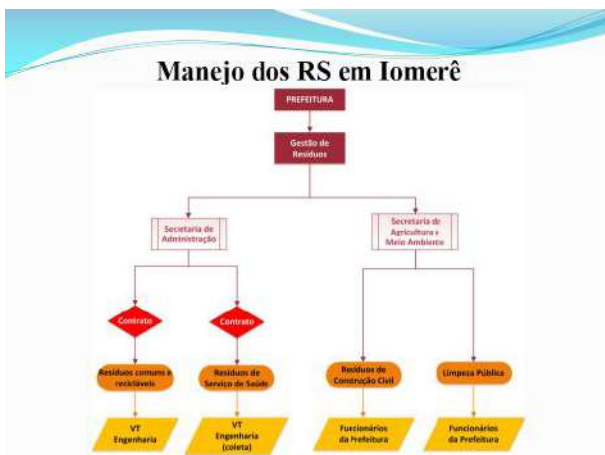 Manejo dos RS em Iomerê
PREFEITURA
Gestão de
Resíduos
Secretaria de
Administração
Secretaria de
Agricultura e
Meio Ambiente
Contrato
Contrato
Resíduos comuns e
recicláveis
Resíduos de
Serviço de Saúde
Resíduos de
Construção Civil
Limpeza Pública
VT
Engenharia
VT
Engenharia
(coleta)
Funcionários
da Prefeitura
Funcionários
da Prefeitura